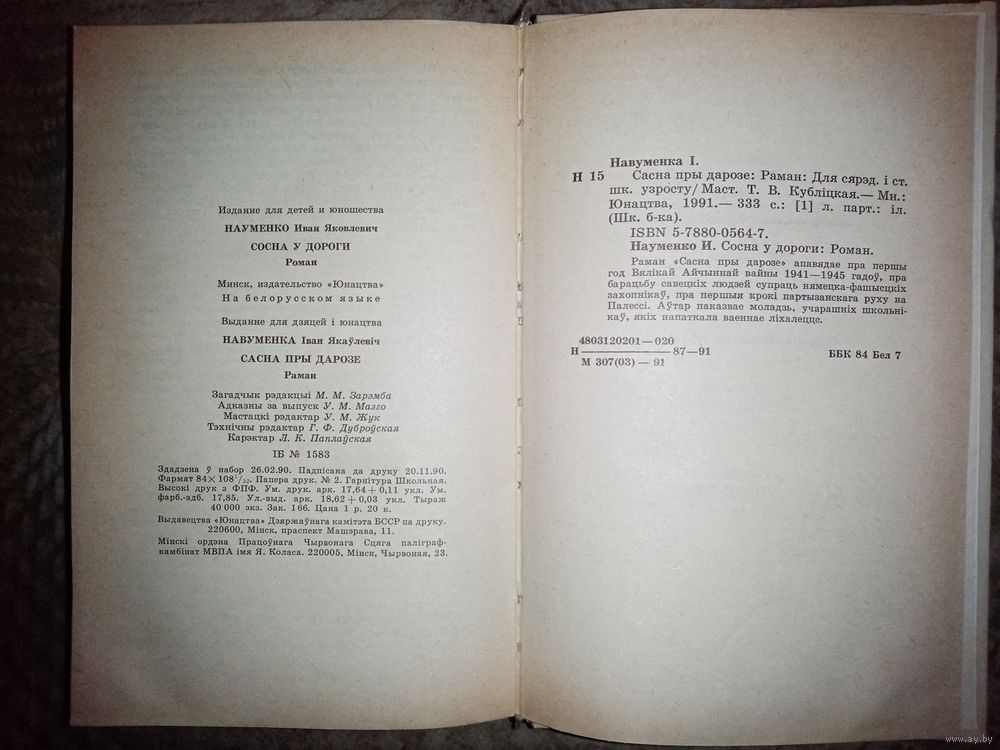 Издание для детей и юношества
НАУМЕНКО Иван Яковлевич
СОСНА У ДОРОГИ
Роман
Минск, издательство «Юнацтва»
На белорусском языке
Выданне для дзяцей і юнацтва
НАВУМЕНКА Іван Якаўлевіч
САСНА ПРЫ ДАРОЗЕ
Раман
Загадчык рэдакцыі М. М. Зарэмба
Адказны за выпуск У. М. Мазго
Мастацкі рэдактар У. М. Жук
Тэхнічны рэдактар Г. Ф. Дуброўская
Карэктар Л. К. Паплаўская
ІБ № 1583
Здадзена ў набор 26.02.90. Падпісана да друку 20.11.90.
Фармат 84×108¹/₃₂. Папера друк. № 2. Гарнітура Школьная.
Высокі друк з ФПФ. Ум. друк. арк. 17,64+0,11 укл. Ум.
фарб.-адб. 17,85. Ул.-выд. арк. 18,62+0,03 укл. Тыраж
40 000 экз. Зак. 166. Цана 1 р. 20 к.
Выдавецтва «Юнацтва» Дзяржаўнага камітэта БССР па друку.
220600, Мінск, праспект Машэрава, 11.
Мінскі ордэна Працоўнага Чырвонага Сцяга паліграф-
камбінат МВПА імя Я. Коласа. 220005, Мінск, Чырвоная, 23.
Навуменка І.
Н 15 Сасна пры дарозе: Раман: Для сярэд. і ст.
шк. узросту/Маст. Т. В. Кубліцкая.— Мн.:
Юнацтва, 1991.— 333 с.: [1] л. парт.: іл.
(Шк. б-ка).
ISBN 5-7880-0564-7.
Науменко И. Сосна у дороги: Роман.
Раман «Сасна пры дарозе» апавядае пра першы
год Вялікай Айчыннай вайны 1941—1945 гадоў, пра
барацьбу савецкіх людзей супраць нямецка-фашысцкіх
захопнікаў, пра першыя крокі партызанскага руху на
Палессі. Аўтар паказвае моладзь, учарашніх школьні-
каў, якіх напаткала ваеннае ліхалецце.
4803120201—020
Н ——— 87—91
М 307(03) — 91
ББК 84 Бел 7
www.ay.by